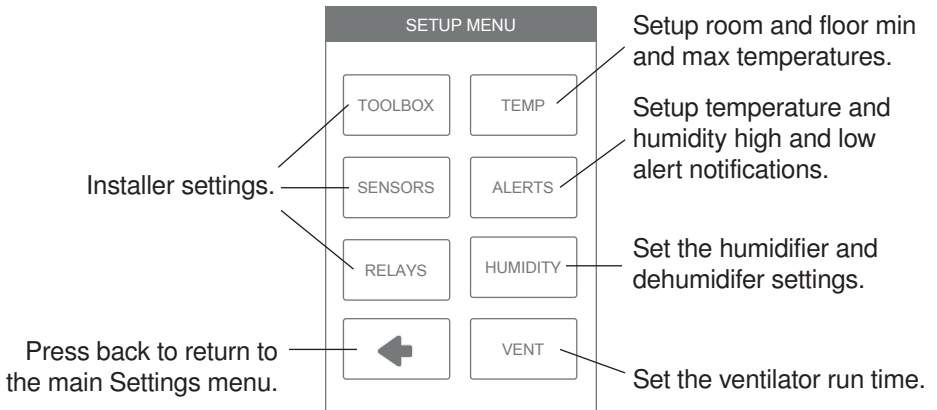 SETUP MENU
Setup room and floor min
and max temperatures.
TOOLBOX
TEMP
Setup temperature and
humidity high and low
alert notifications.
Installer settings.
SENSORS
ALERTS
RELAYS
HUMIDITY
Set the humidifier and
dehumidifer settings.
Press back to return to
the main Settings menu.
VENT
Set the ventilator run time.